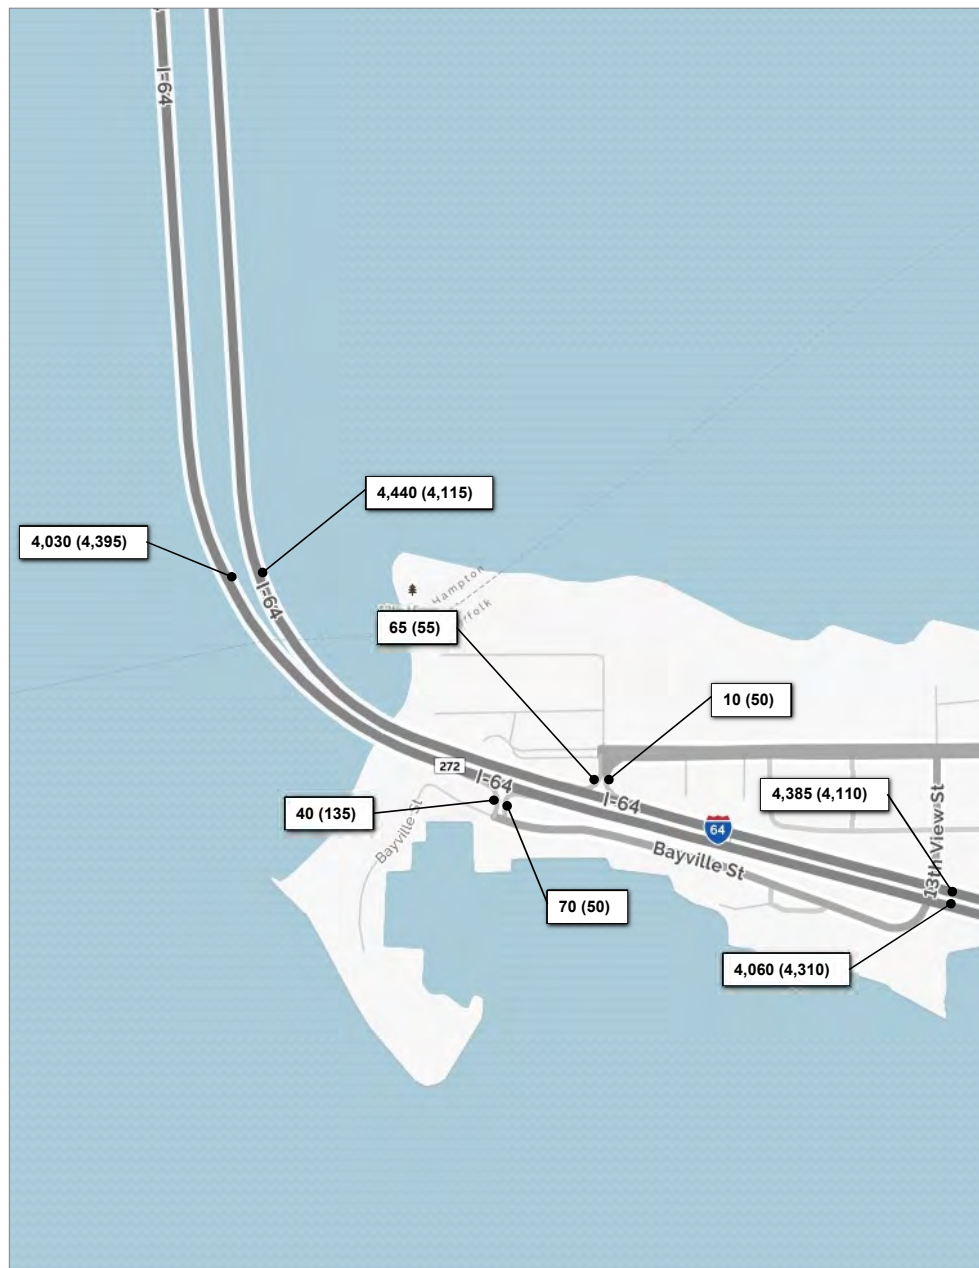 I-64
4,440 (4,115)
4,030 (4,395)
I-64
Hampton
65 (55)
10 (50)
272
I-64
I-64
4,385 (4,110)
40 (135)
64
Bayville St
Bayville St
13th View St
70 (50)
4,060 (4,310)